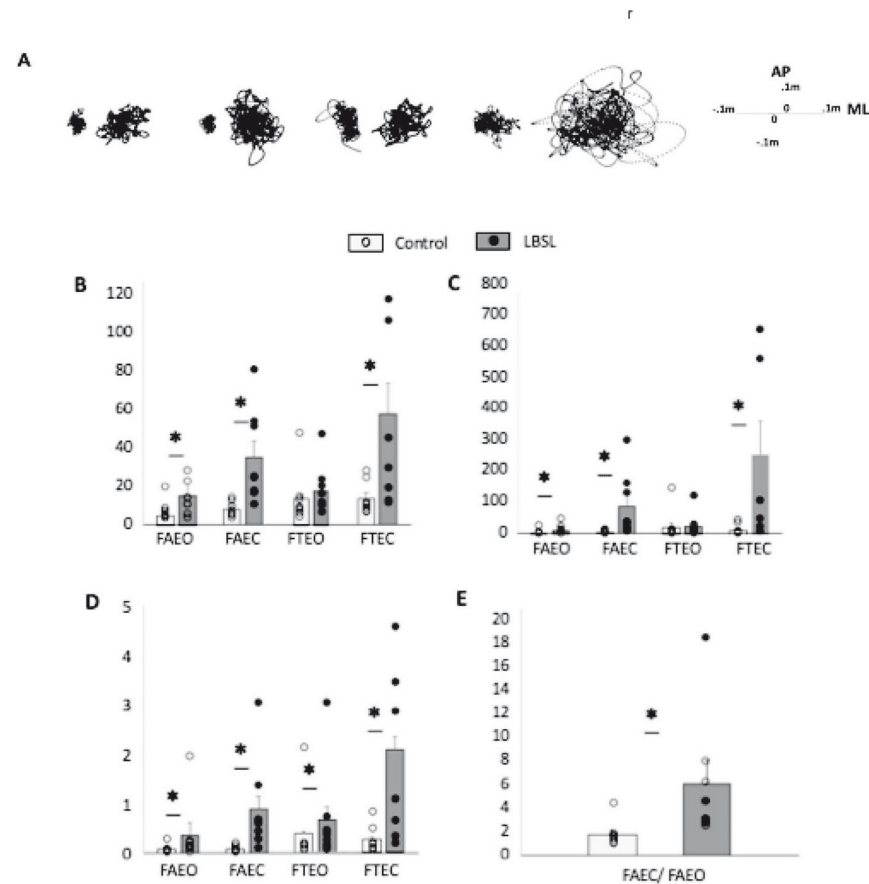 r
A
AP
.1m
-.1m 0 .1m ML
0
-.1m
Control LBSL
B
120
100
80
60
40
20
0
FAEO FAEC FTEO FTEC
C
800
700
600
500
400
300
200
100
0
FAEO FAEC FTEO FTEC
D
5
4
3
2
1
0
FAEO FAEC FTEO FTEC
E
20
18
16
14
12
10
8
6
4
2
0
FAEC/ FAEO